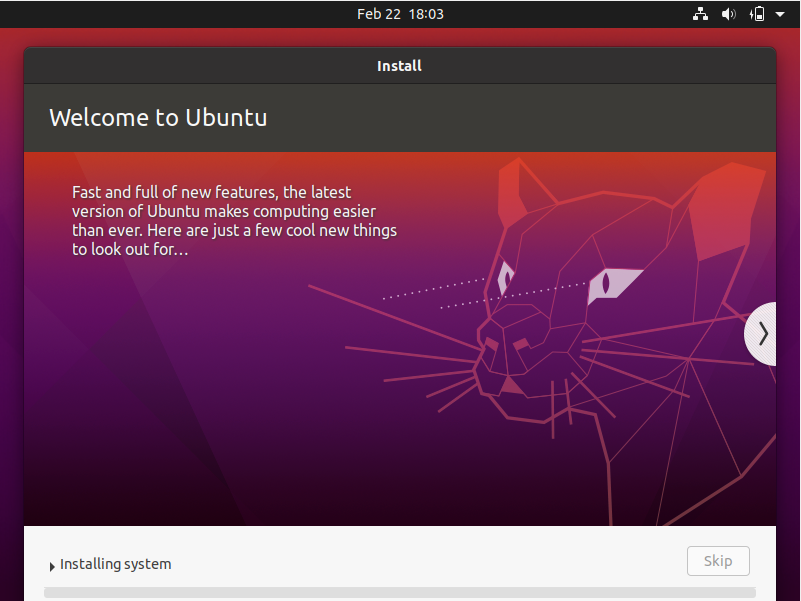 Feb 22 18:03
Install
Welcome to Ubuntu
Fast and full of new features, the latest
version of Ubuntu makes computing easier
than ever. Here are just a few cool new things
to look out for…
Installing system
Skip